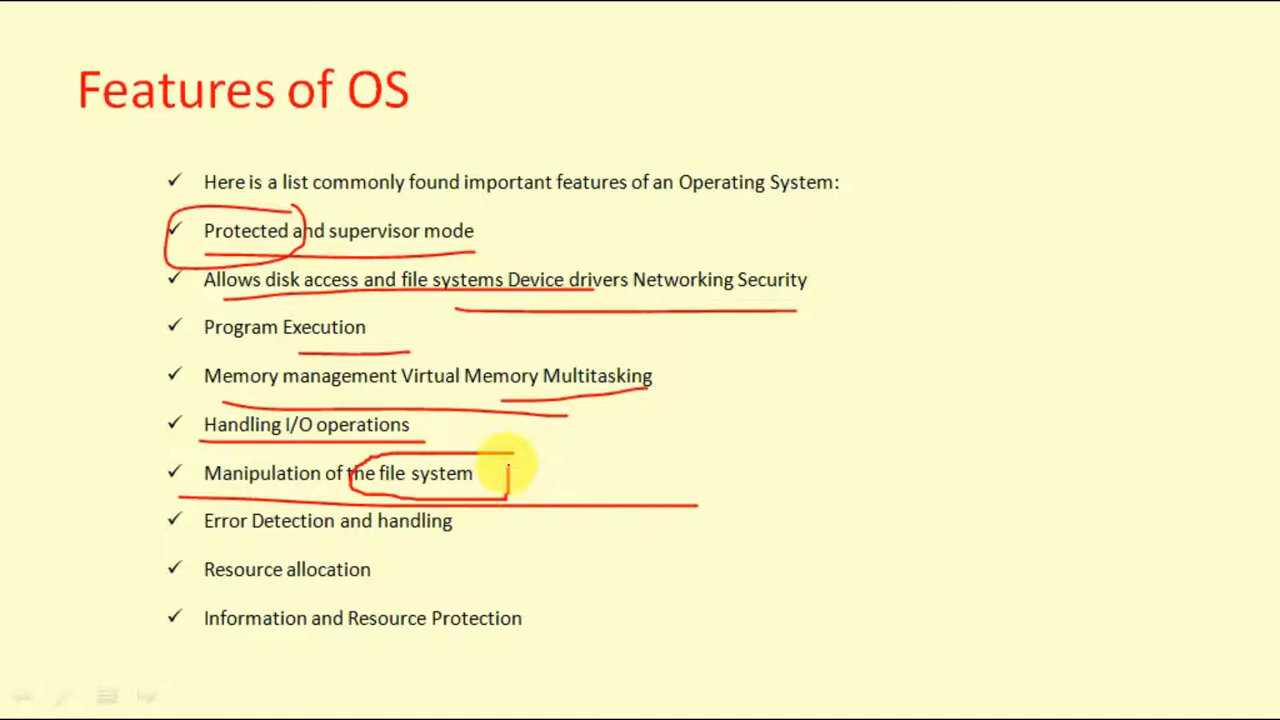 Features of OS
Here is a list commonly found important features of an Operating System:
Protected and supervisor mode
Allows disk access and file systems Device drivers Networking Security
Program Execution
Memory management Virtual Memory Multitasking
Handling I/O operations
Manipulation of the file system
Error Detection and handling
Resource allocation
Information and Resource Protection